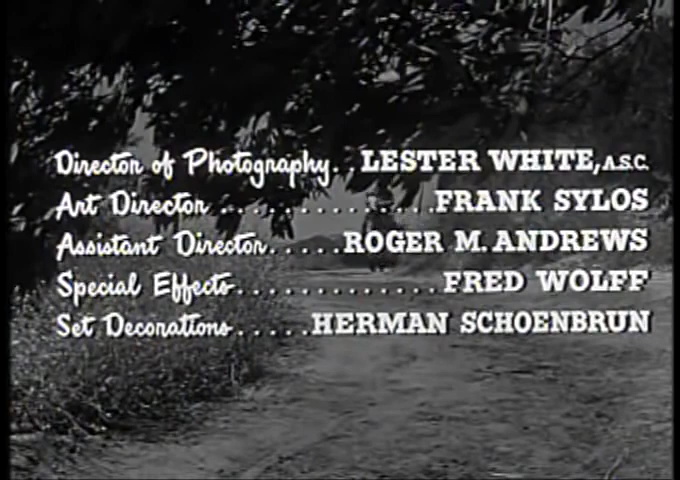 Director of Photography..LESTER WHITE, A.S.C.
Art Director..............FRANK SYLOS
Assistant Director.....ROGER M. ANDREWS
Special Effects.............FRED WOLFF
Set Decorations.....HERMAN SCHOENBRUN